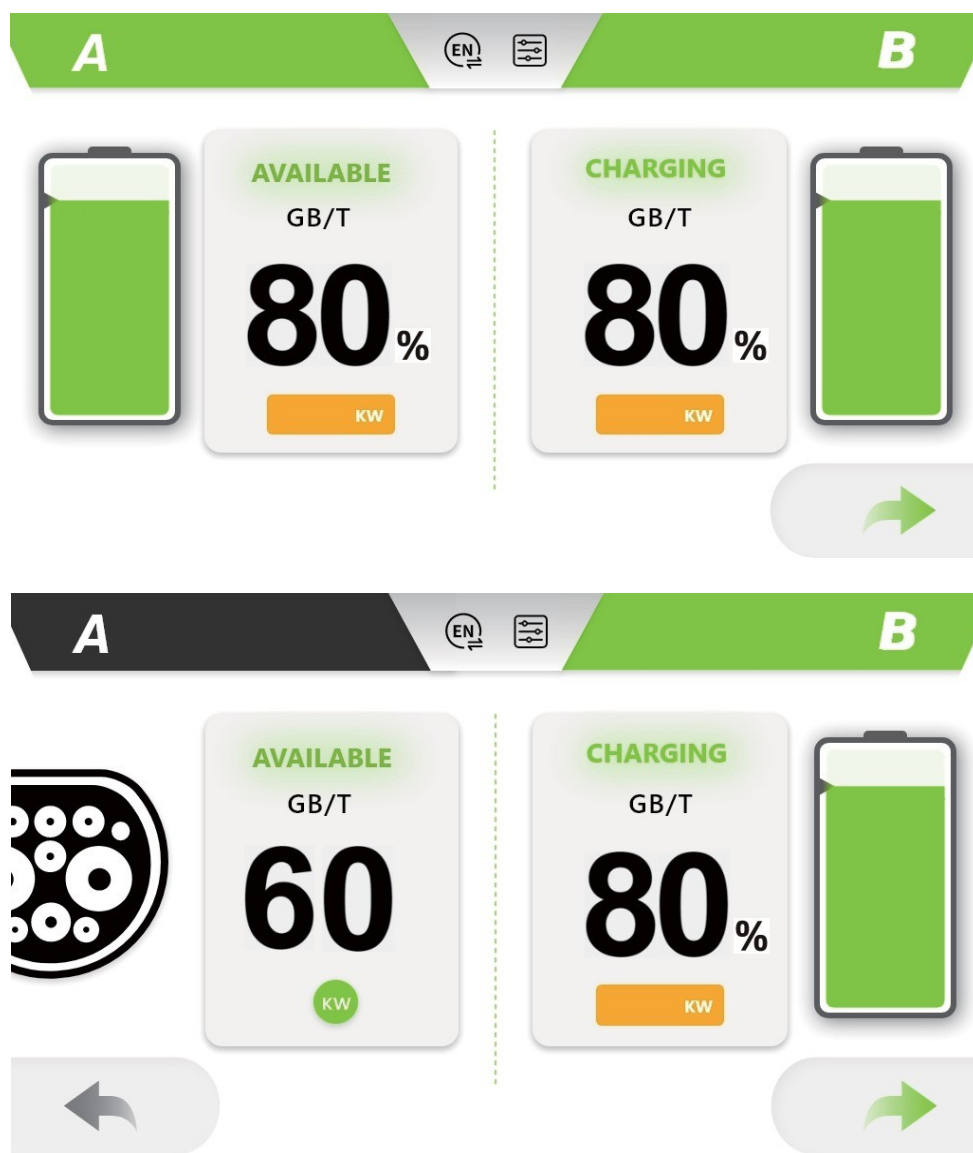 A EN B
AVAILABLE
GB/T
80%
KW
CHARGING
GB/T
80%
KW
A EN B
AVAILABLE
GB/T
60
KW
CHARGING
GB/T
80%
KW